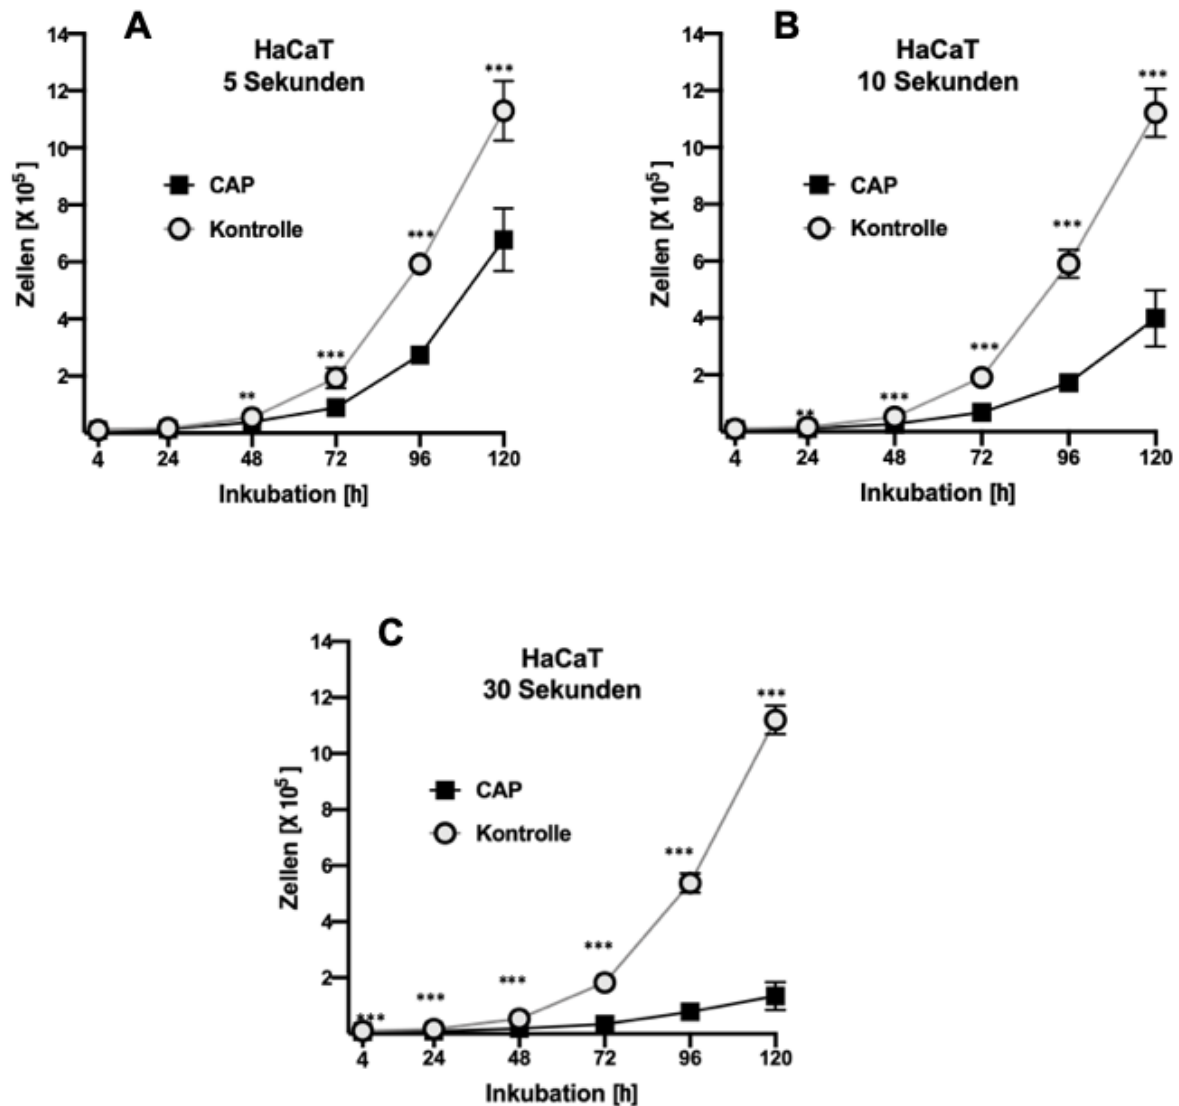 A
HaCaT
5 Sekunden
14
12
10
8
6
4
2
Zellen [X 10⁵]
CAP
Kontrolle
**
***
***
***
4 24 48 72 96 120
Inkubation [h]
B
HaCaT
10 Sekunden
14
12
10
8
6
4
2
Zellen [X 10⁵]
CAP
Kontrolle
**
***
***
***
***
4 24 48 72 96 120
Inkubation [h]
C
HaCaT
30 Sekunden
14
12
10
8
6
4
2
Zellen [X 10⁵]
CAP
Kontrolle
***
***
***
***
***
***
4 24 48 72 96 120
Inkubation [h]